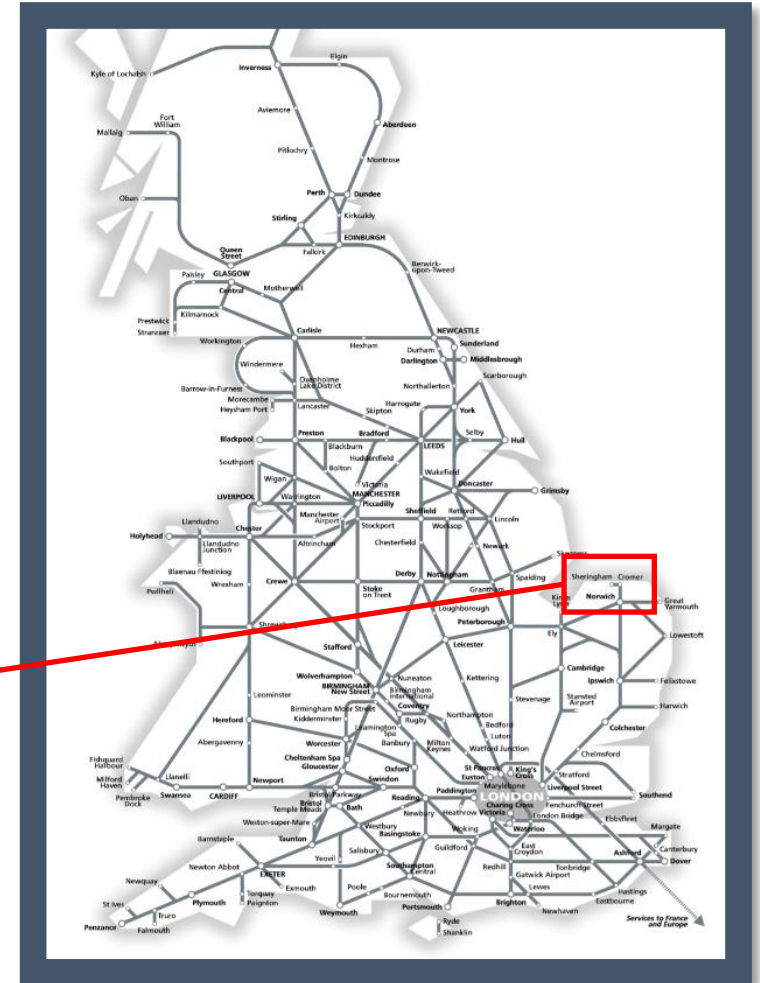 Elgin
Inverness
Kyle of Lochalsh
Aviemore
Fort
William
Aberdeen
Mallaig
Pitlochry
Montrose
Perth
Dundee
Oban
Stirling
Kirkcaldy
EDINBURGH
Queen
Street
Falkirk
Berwick-
upon-Tweed
Paisley
GLASGOW
Central
Motherwell
Kilmarnock
Prestwick
Stranraer
Carlisle
NEWCASTLE
Workington
Hexham
Sunderland
Durham
Windermere
Darlington
Middlesbrough
Scarborough
Oxenholme
Lake District
Barrow-in-Furness
Northallerton
Morecambe
Heysham Port
Lancaster
Harrogate
York
Skipton
Preston
Bradford
Selby
Blackpool
Blackburn
LEEDS
Hull
Huddersfield
Southport
Bolton
Wakefield
Wigan
Victoria
Doncaster
LIVERPOOL
Warrington
MANCHESTER
Piccadilly
Grimsby
Manchester
Airport
Sheffield
Retford
Llandudno
Chester
Stockport
Worksop
Lincoln
Holyhead
Llandudno
Junction
Altrincham
Chesterfield
Newark
Blaenau Ffestiniog
Wrexham
Crewe
Stoke
on Trent
Derby
Nottingham
Grantham
Spalding
Sheringham
Cromer
Pwllheli
Norwich
Great
Yarmouth
Loughborough
Peterborough
Ely
Lowestoft
Leicester
Stafford
Wolverhampton
Cambridge
BIRMINGHAM
New Street
Nuneaton
Kettering
Ipswich
Felixstowe
Birmingham
International
Leominster
Birmingham Moor Street
Coventry
Stevenage
Stansted
Airport
Harwich
Kidderminster
Rugby
Northampton
Hereford
Leamington
Spa
Bedford
Colchester
Worcester
Banbury
Milton
Keynes
Luton
Abergavenny
Watford Junction
Chelmsford
Cheltenham Spa
Gloucester
Oxford
St Pancras
Euston
King's
Cross
Stratford
Fishguard
Harbour
Llanelli
Newport
Swindon
Marylebone
Liverpool Street
Milford
Haven
Swansea
CARDIFF
Bristol Parkway
Reading
Paddington
LONDON
Southend
Pembroke
Dock
Bristol
Temple Meads
Bath
Charing Cross
Fenchurch Street
Newbury
Heathrow
Victoria
London Bridge
Ebbsfleet
Weston-super-Mare
Westbury
Basingstoke
Woking
Waterloo
Margate
Barnstaple
Taunton
Guildford
East
Croydon
Canterbury
Salisbury
Ashford
Yeovil
Redhill
Tonbridge
Dover
Newton Abbot
Southampton
Central
Gatwick Airport
EXETER
Newquay
Exmouth
Poole
Lewes
Hastings
Torquay
Paignton
Bournemouth
Eastbourne
St Ives
Plymouth
Portsmouth
Brighton
Newhaven
Truro
Weymouth
Penzance
Falmouth
Ryde
Shanklin
Services to France
and Europe